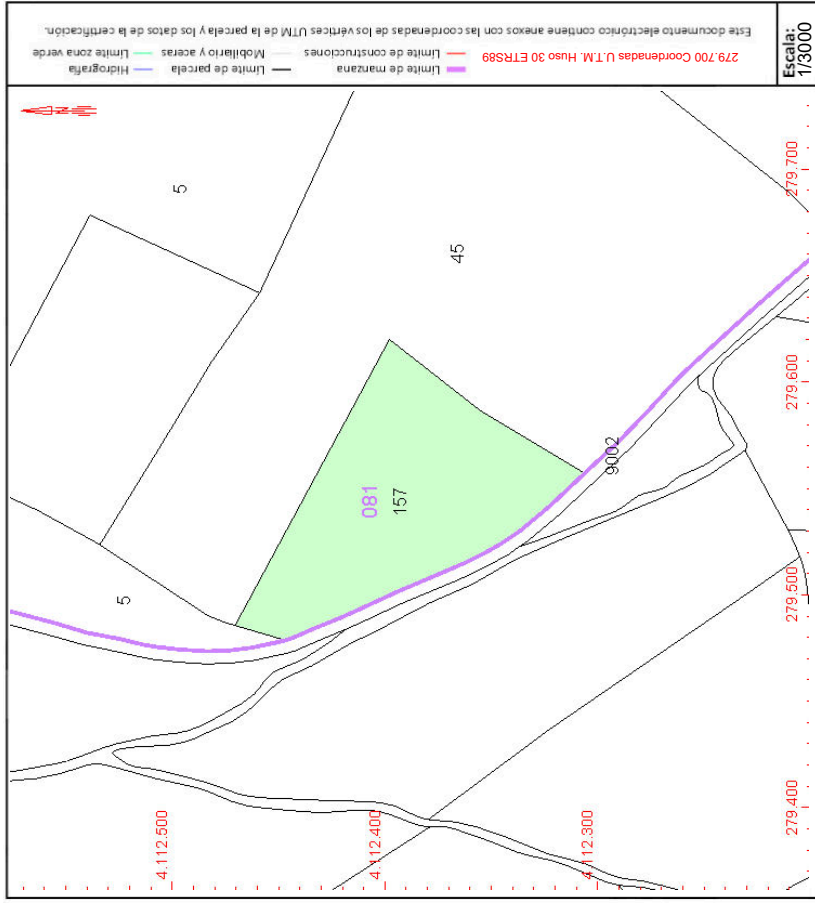 Este documento electrónico contiene anexos con las coordenadas de los vértices UTM de la parcela y los datos de la certificación.
279.700 Coordenadas U.T.M. Huso 30 ETRS89
Límite de manzana
Límite de parcela
Límite de construcciones
Mobiliario y aceras
Límite zona verde
Hidrografía
Escala:
1/3000
5
45
5
081
157
9002
4.112.500
4.112.400
4.112.300
279.700
279.600
279.500
279.400